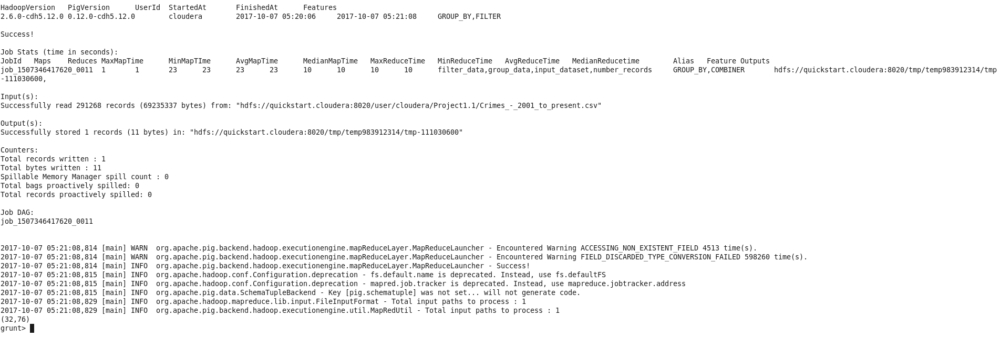 HadoopVersion PigVersion UserId StartedAt FinishedAt Features
2.6.0-cdh5.12.0 0.12.0-cdh5.12.0 cloudera 2017-10-07 05:20:06 2017-10-07 05:21:08 GROUP_BY,FILTER
Success!
Job Stats (time in seconds):
JobId Maps Reduces MaxMapTime MinMapTIme AvgMapTime MedianMapTime MaxReduceTime MinReduceTime AvgReduceTime MedianReducetime Alias Feature Outputs
job_1507346417620_0011 1 1 23 23 23 23 10 10 10 10 filter_data,group_data,input_dataset,number_records GROUP_BY,COMBINER hdfs://quickstart.cloudera:8020/tmp/temp983912314/tmp
-111030600,
Input(s):
Successfully read 291268 records (69235337 bytes) from: "hdfs://quickstart.cloudera:8020/user/cloudera/Project1.1/Crimes_-_2001_to_present.csv"
Output(s):
Successfully stored 1 records (11 bytes) in: "hdfs://quickstart.cloudera:8020/tmp/temp983912314/tmp-111030600"
Counters:
Total records written : 1
Total bytes written : 11
Spillable Memory Manager spill count : 0
Total bags proactively spilled: 0
Total records proactively spilled: 0
Job DAG:
job_1507346417620_0011
2017-10-07 05:21:08,814 [main] WARN org.apache.pig.backend.hadoop.executionengine.mapReduceLayer.MapReduceLauncher - Encountered Warning ACCESSING_NON_EXISTENT_FIELD 4513 time(s).
2017-10-07 05:21:08,814 [main] WARN org.apache.pig.backend.hadoop.executionengine.mapReduceLayer.MapReduceLauncher - Encountered Warning FIELD_DISCARDED_TYPE_CONVERSION_FAILED 598260 time(s).
2017-10-07 05:21:08,814 [main] INFO org.apache.pig.backend.hadoop.executionengine.mapReduceLayer.MapReduceLauncher - Success!
2017-10-07 05:21:08,815 [main] INFO org.apache.hadoop.conf.Configuration.deprecation - fs.default.name is deprecated. Instead, use fs.defaultFS
2017-10-07 05:21:08,815 [main] INFO org.apache.hadoop.conf.Configuration.deprecation - mapred.job.tracker is deprecated. Instead, use mapreduce.jobtracker.address
2017-10-07 05:21:08,815 [main] INFO org.apache.pig.data.SchemaTupleBackend - Key [pig.schematuple] was not set... will not generate code.
2017-10-07 05:21:08,829 [main] INFO org.apache.hadoop.mapreduce.lib.input.FileInputFormat - Total input paths to process : 1
2017-10-07 05:21:08,829 [main] INFO org.apache.pig.backend.hadoop.executionengine.util.MapRedUtil - Total input paths to process : 1
(32,76)
grunt>